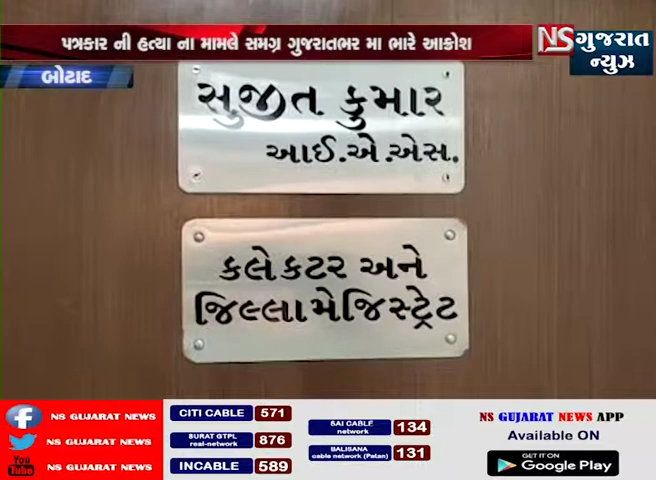 પત્રકાર ની હત્યા ના મામલે સમગ્ર ગુજરાતભર મા ભારે આક્રોશ
NS ગુજરાત
ન્યુઝ
બોટાદ
સુજીત કુમાર
આઈ.એ.એસ.
કલેકટર અને
જિલ્લામેજિસ્ટ્રેટ
NS GUJARAT NEWS
NS GUJARAT NEWS
You Tube NS GUJARAT NEWS
CITI CABLE 571
SURAT GTPL real-network 876
INCABLE 589
SAI CABLE network 134
BALISANA cable network (Patan) 131
NS GUJARAT NEWS APP
Available ON
GET IT ON
Google Play